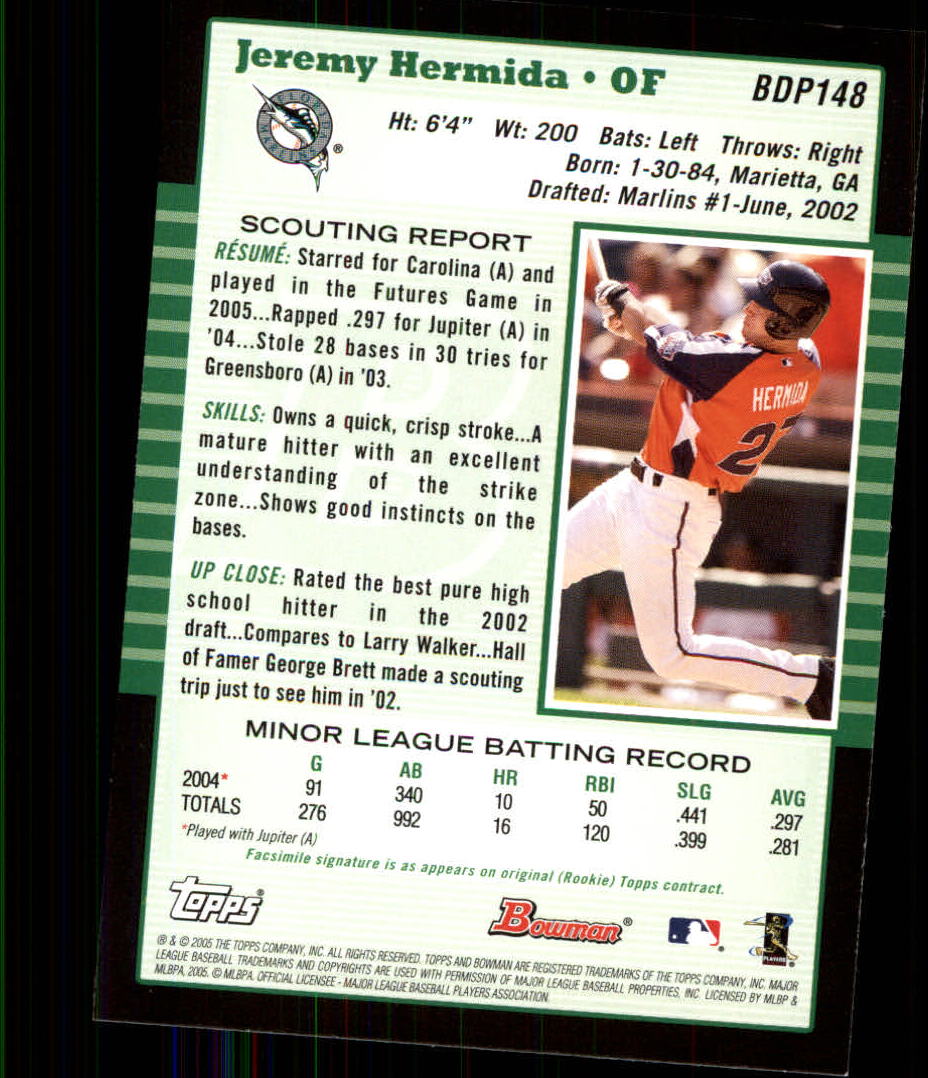 Jeremy Hermida • OF
BDP148
Ht: 6'4" Wt: 200 Bats: Left Throws: Right
Born: 1-30-84, Marietta, GA
Drafted: Marlins #1-June, 2002
SCOUTING REPORT
RÉSUMÉ: Starred for Carolina (A) and
played in the Futures Game in
2005...Rapped .297 for Jupiter (A) in
'04...Stole 28 bases in 30 tries for
Greensboro (A) in '03.
SKILLS: Owns a quick, crisp stroke...A
mature hitter with an excellent
understanding of the strike
zone...Shows good instincts on the
bases.
UP CLOSE: Rated the best pure high
school hitter in the 2002
draft...Compares to Larry Walker...Hall
of Famer George Brett made a scouting
trip just to see him in '02.
HERMIDA
27
MINOR LEAGUE BATTING RECORD
G AB HR RBI SLG AVG
2004* 91 340 10 50 .441 .297
TOTALS 276 992 16 120 .399 .281
*Played with Jupiter (A)
Facsimile signature is as appears on original (Rookie) Topps contract.
Topps®
Bowman®
PLAYERS
® & © 2005 THE TOPPS COMPANY, INC. ALL RIGHTS RESERVED. TOPPS AND BOWMAN ARE REGISTERED TRADEMARKS OF THE TOPPS COMPANY, INC. MAJOR
LEAGUE BASEBALL TRADEMARKS AND COPYRIGHTS ARE USED WITH PERMISSION OF MAJOR LEAGUE BASEBALL PROPERTIES, INC. LICENSED BY MLBP &
MLBPA, 2005. © MLBPA. OFFICIAL LICENSEE - MAJOR LEAGUE BASEBALL PLAYERS ASSOCIATION.